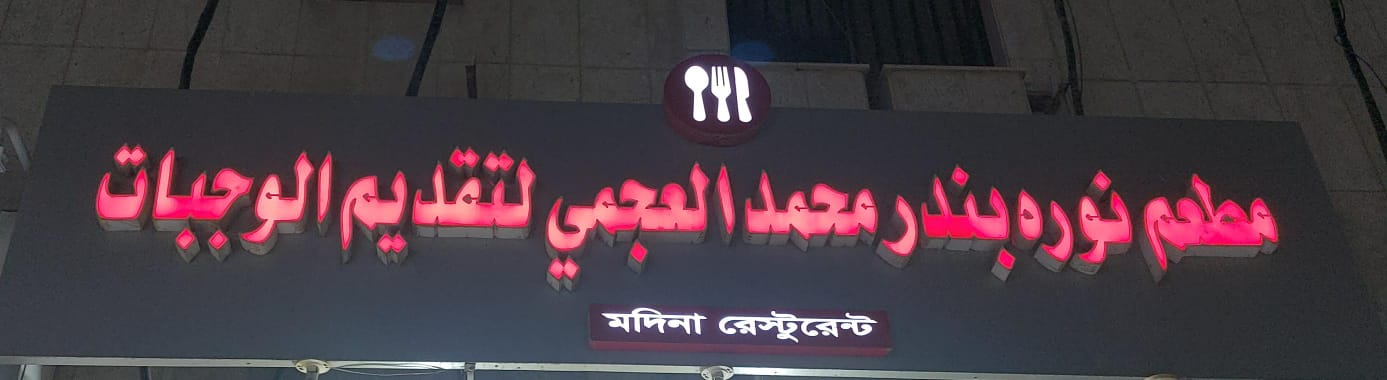 مطعم نوره بندر محمد العجمي لتقديم الوجبات
মদিনা রেস্টুরেন্ট